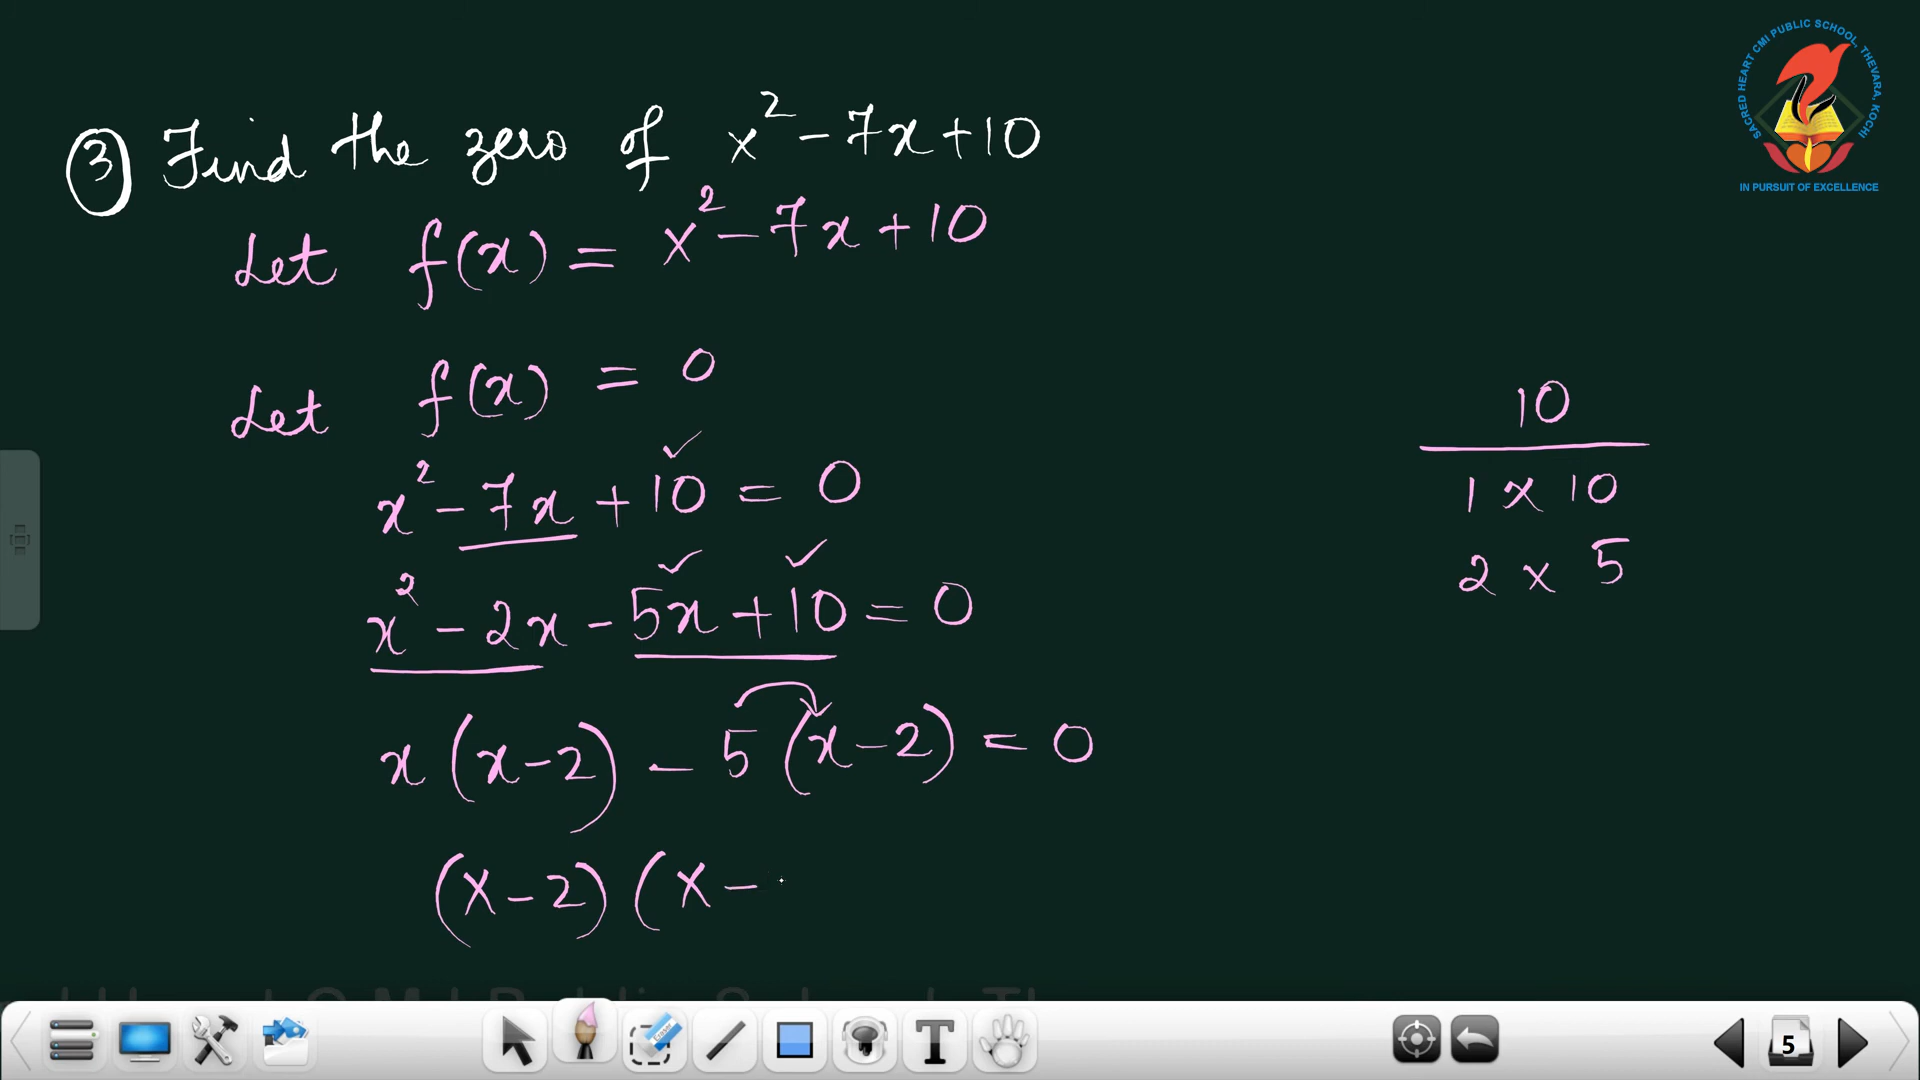 SACRED HEART CMI PUBLIC SCHOOL, THEVARA, KOCHI
IN PURSUIT OF EXCELLENCE
③ Find the zero of x² - 7x + 10
Let f(x) = x² - 7x + 10
Let f(x) = 0
x² - 7x + 10 = 0
x² - 2x - 5x + 10 = 0
x(x-2) - 5(x-2) = 0
(x-2)(x-
10
1 x 10
2 x 5
Eraser
T
5